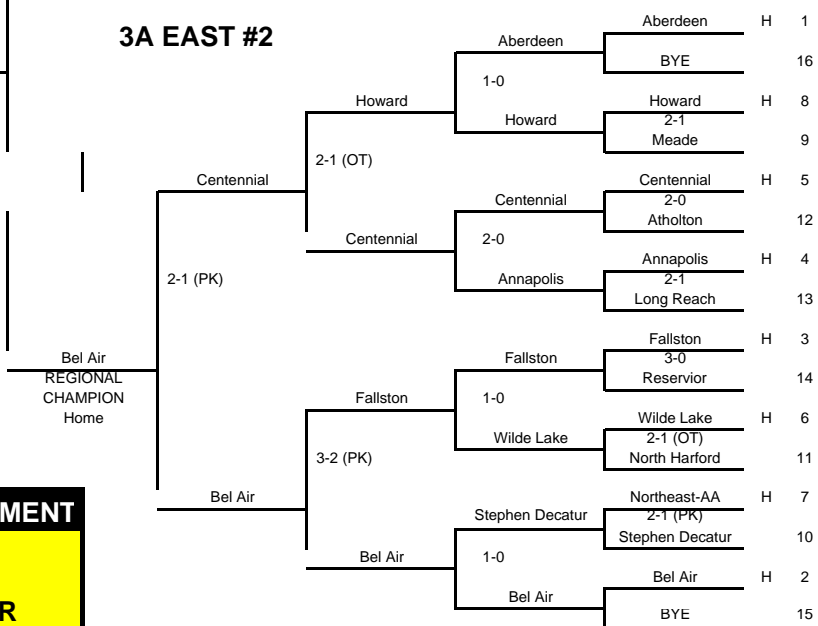 3A EAST #2
Aberdeen H 1
Aberdeen
BYE 16
1-0
Howard
Howard H 8
Howard
2-1
Meade 9
2-1 (OT)
Centennial
Centennial H 5
Centennial
2-0
Atholton 12
Centennial
2-0
Annapolis H 4
Annapolis
2-1
Long Reach 13
2-1 (PK)
Fallston H 3
Fallston
3-0
Reservior 14
Bel Air
REGIONAL
CHAMPION
Home
Fallston
1-0
Wilde Lake H 6
Wilde Lake
2-1 (OT)
North Harford 11
3-2 (PK)
Bel Air
Northeast-AA H 7
Stephen Decatur
2-1 (PK)
Stephen Decatur 10
Bel Air
1-0
Bel Air H 2
Bel Air
BYE 15
MENT
R